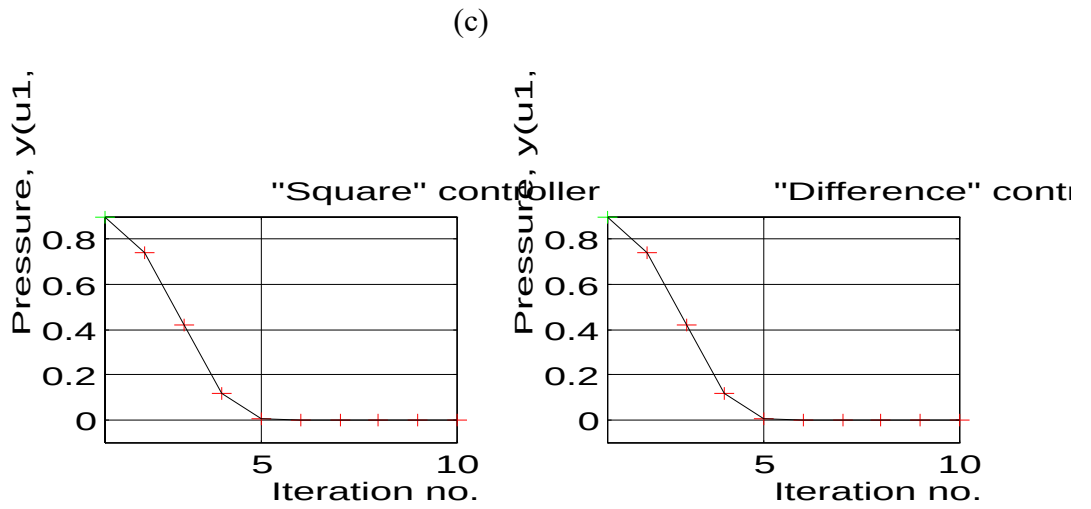 (c)
Pressure, y(u1,
"Square" controller
0.8
0.6
0.4
0.2
0
5
10
Iteration no.
Pressure, y(u1,
"Difference" contr
0.8
0.6
0.4
0.2
0
5
10
Iteration no.